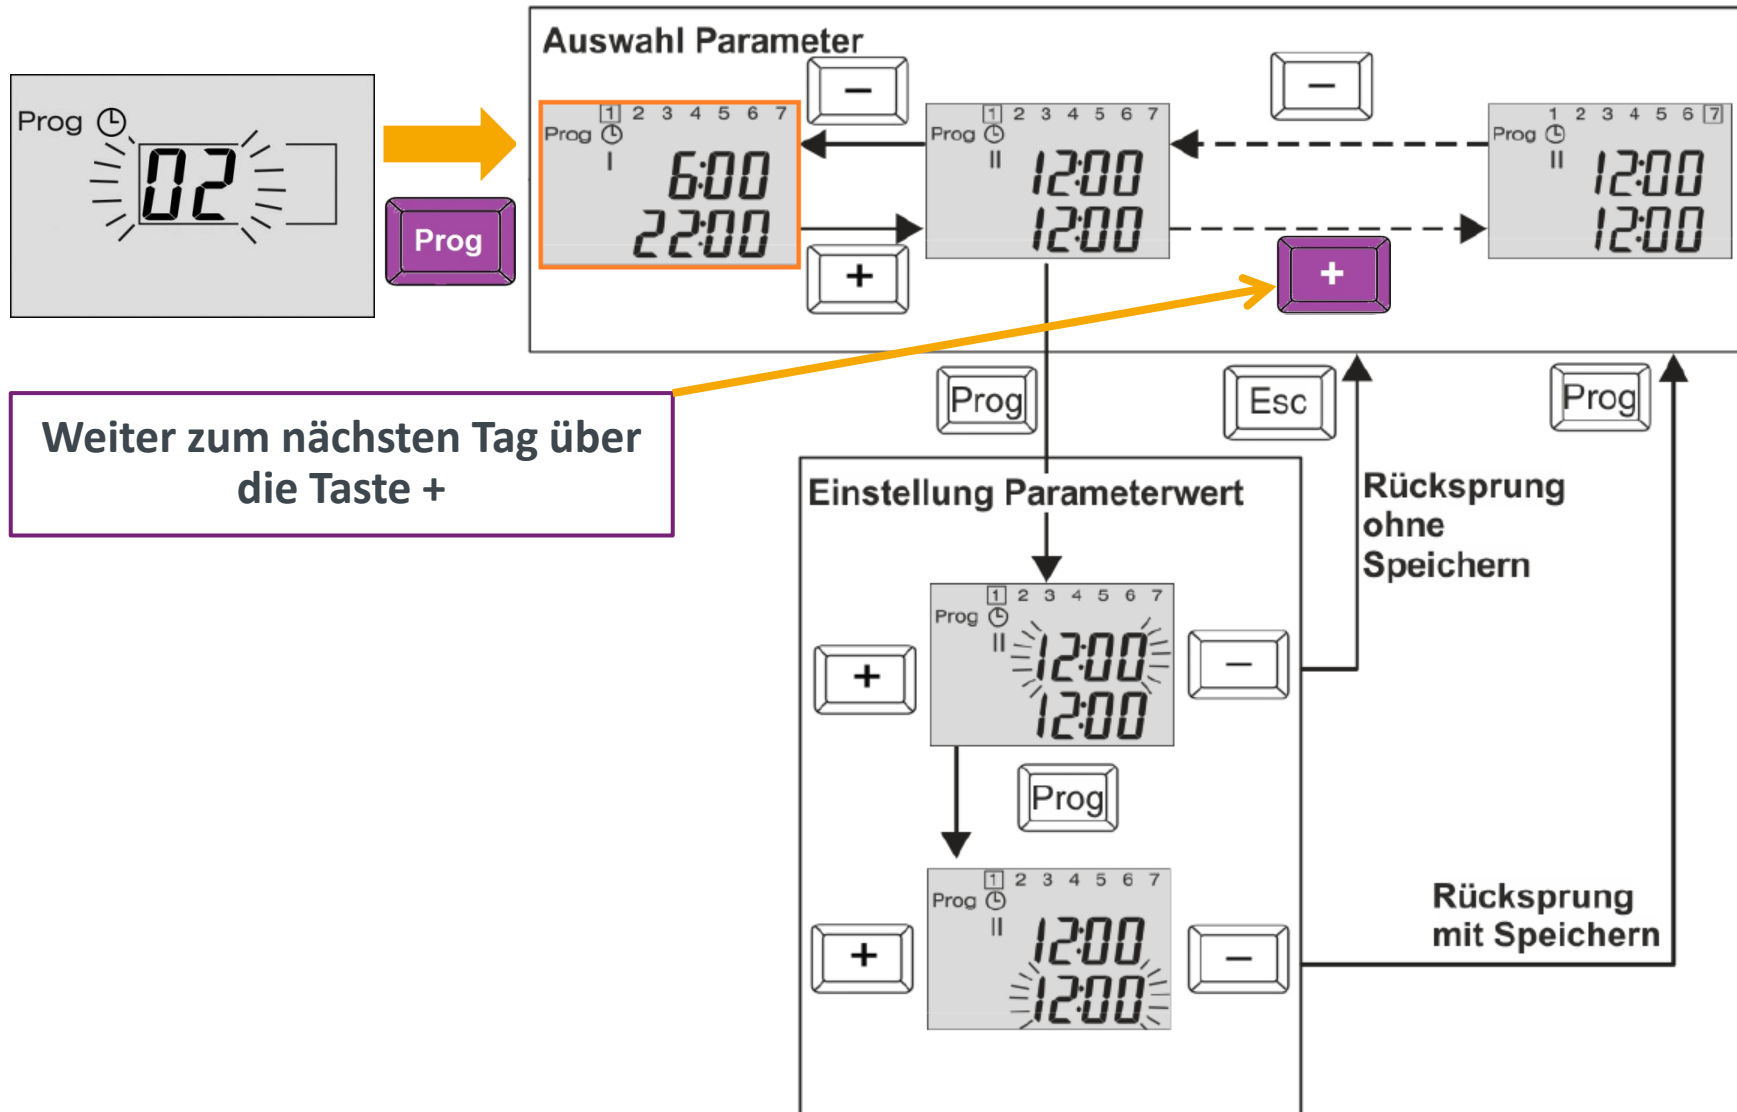 Auswahl Parameter
Prog
02
Prog
1 2 3 4 5 6 7
Prog
I
6:00
22:00
−
+
1 2 3 4 5 6 7
Prog
II
12:00
12:00
−
+
1 2 3 4 5 6 7
Prog
II
12:00
12:00
Weiter zum nächsten Tag über
die Taste +
Prog
Esc
Prog
Einstellung Parameterwert
Rücksprung
ohne
Speichern
1 2 3 4 5 6 7
Prog
II
12:00
12:00
+
−
Prog
1 2 3 4 5 6 7
Prog
II
12:00
12:00
+
−
Rücksprung
mit Speichern